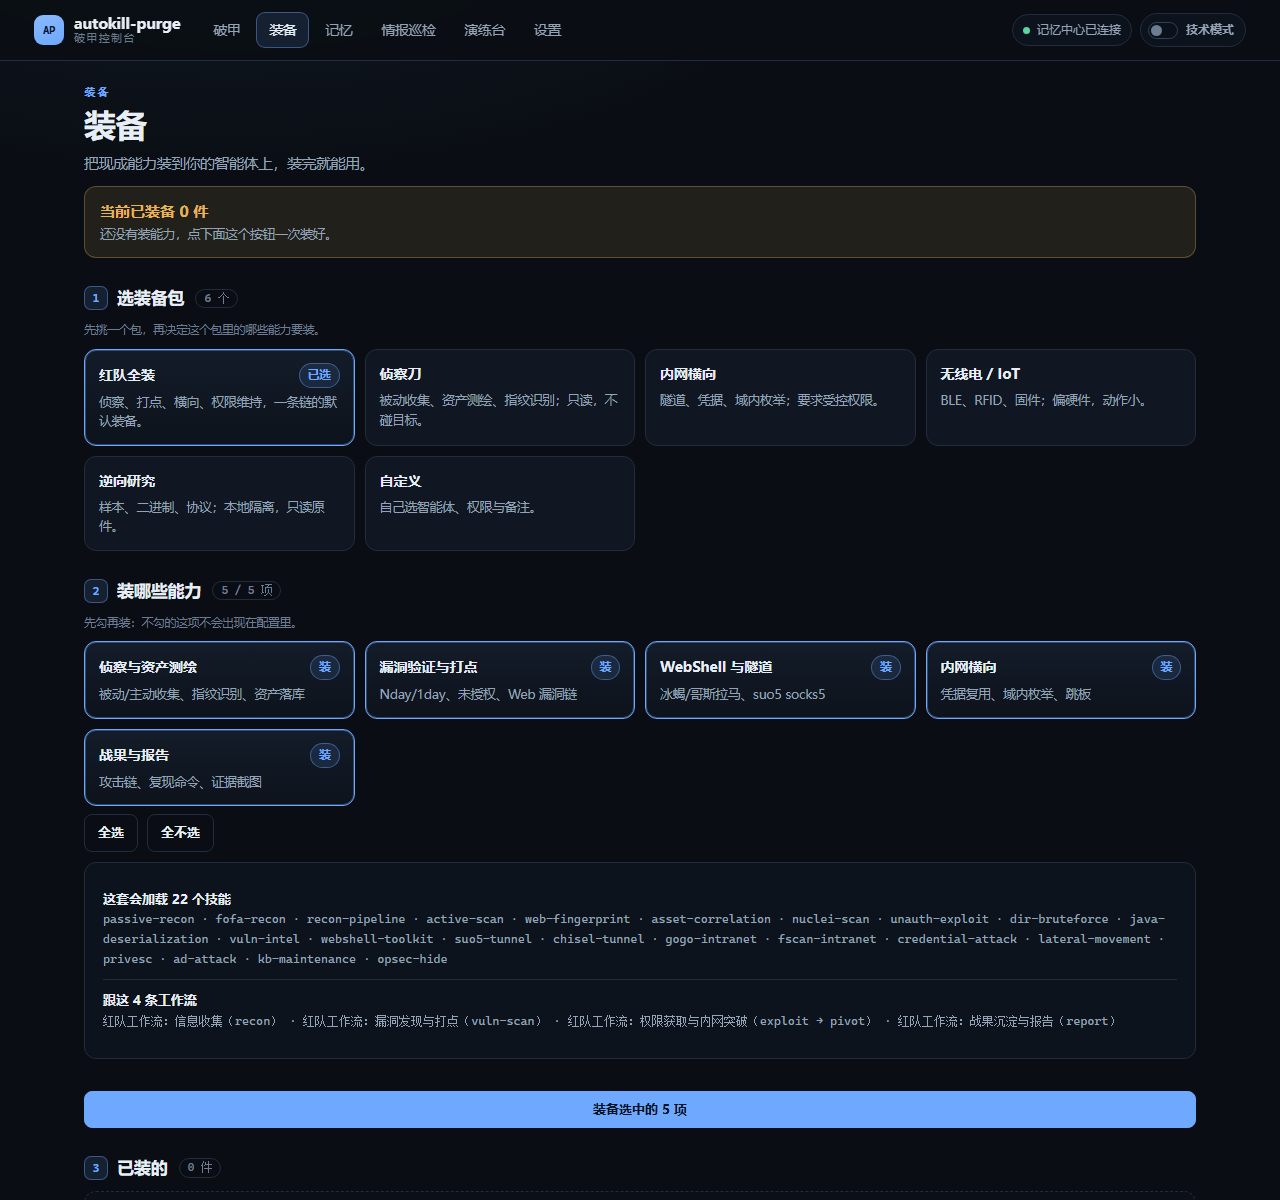 AP
autokill-purge
破甲控制台
破甲
装备
记忆
情报巡检
演练台
设置
记忆中心已连接
技术模式
装备
装备
把现成能力装到你的智能体上，装完就能用。
当前已装备 0 件
还没有装能力，点下面这个按钮一次装好。
1 选装备包 6 个
先挑一个包，再决定这个包里的哪些能力要装。
红队全装 已选
侦察、打点、横向、权限维持，一条链的默
认装备。
侦察刀
被动收集、资产测绘、指纹识别；只读，不
碰目标。
内网横向
隧道、凭据、域内枚举；要求受控权限。
无线电 / IoT
BLE、RFID、固件；偏硬件，动作小。
逆向研究
样本、二进制、协议；本地隔离，只读原
件。
自定义
自己选智能体、权限与备注。
2 装哪些能力 5 / 5 项
先勾再装：不勾的这项不会出现在配置里。
侦察与资产测绘 装
被动/主动收集、指纹识别、资产落库
漏洞验证与打点 装
Nday/1day、未授权、Web 漏洞链
WebShell 与隧道 装
冰蝎/哥斯拉马、suo5 socks5
内网横向 装
凭据复用、域内枚举、跳板
战果与报告 装
攻击链、复现命令、证据截图
全选
全不选
这套会加载 22 个技能
passive-recon · fofa-recon · recon-pipeline · active-scan · web-fingerprint · asset-correlation · nuclei-scan · unauth-exploit · dir-bruteforce · java-
deserialization · vuln-intel · webshell-toolkit · suo5-tunnel · chisel-tunnel · gogo-intranet · fscan-intranet · credential-attack · lateral-movement ·
privesc · ad-attack · kb-maintenance · opsec-hide
跟这 4 条工作流
红队工作流：信息收集（recon） · 红队工作流：漏洞发现与打点（vuln-scan） · 红队工作流：权限获取与内网突破（exploit → pivot） · 红队工作流：战果沉淀与报告（report）
装备选中的 5 项
3 已装的 0 件